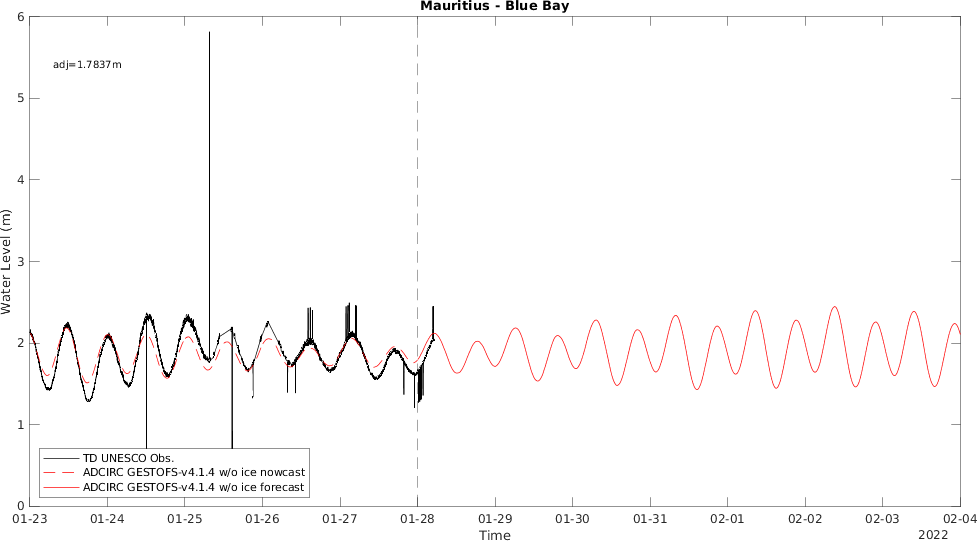 Mauritius - Blue Bay
6
adj=1.7837m
5
4
3
2
1
0
Water Level (m)
TD UNESCO Obs.
ADCIRC GESTOFS-v4.1.4 w/o ice nowcast
ADCIRC GESTOFS-v4.1.4 w/o ice forecast
01-23 01-24 01-25 01-26 01-27 01-28 01-29 01-30 01-31 02-01 02-02 02-03 02-04
Time
2022